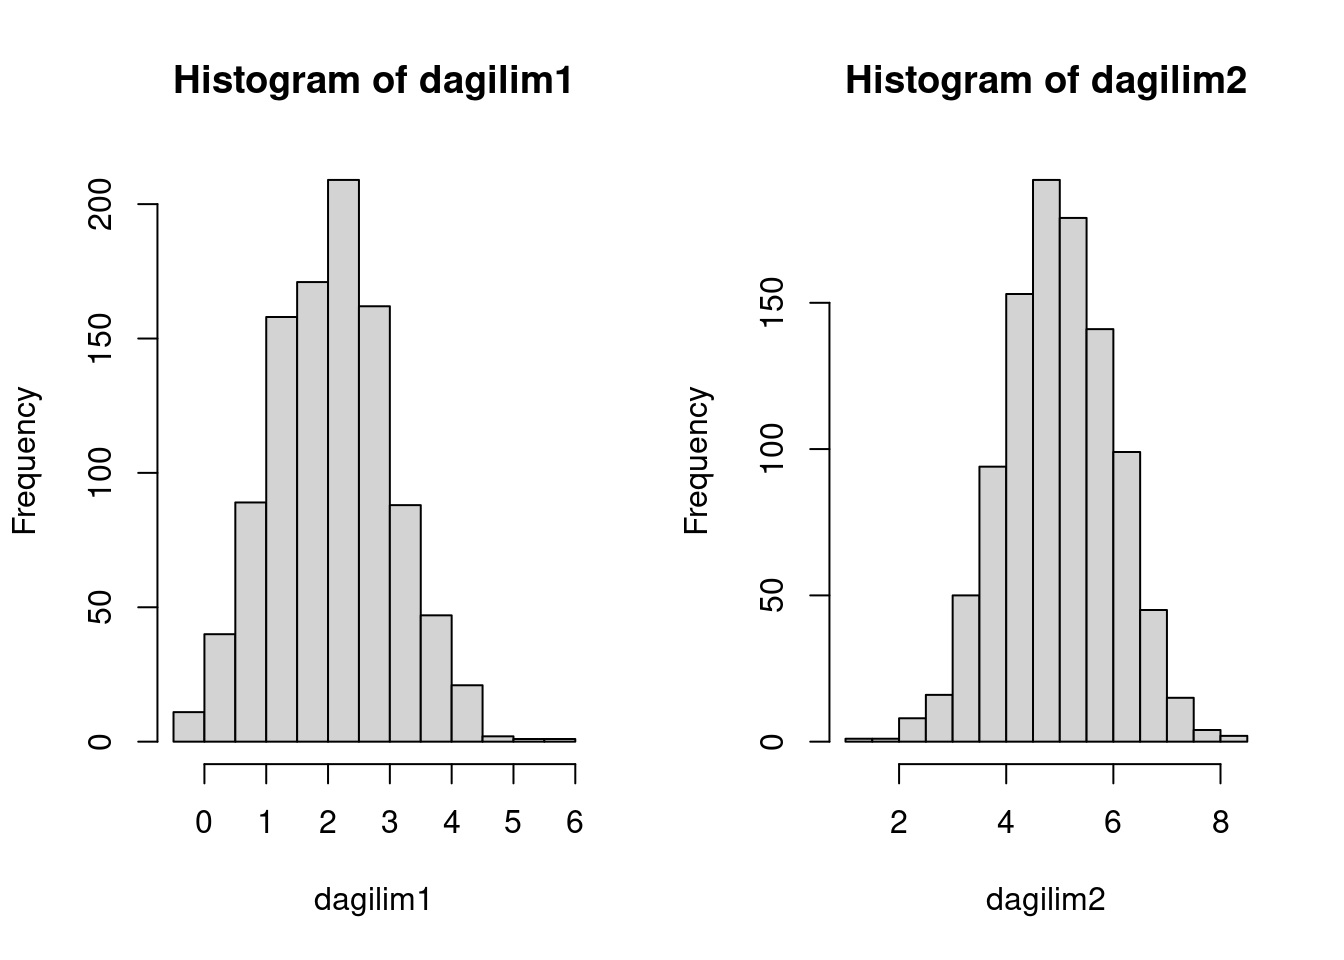 Histogram of dagilim1
Frequency
200
150
100
50
0
0 1 2 3 4 5 6
dagilim1
Histogram of dagilim2
Frequency
150
100
50
0
2 4 6 8
dagilim2